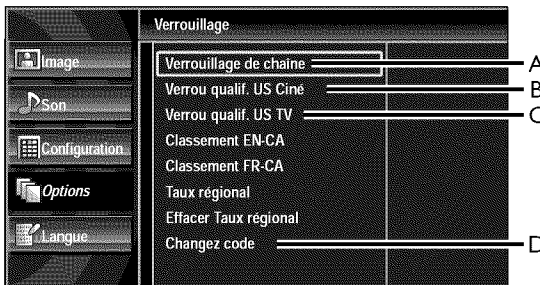 Verrouillage
Image
Son
Configuration
Options
Langue
Verrouillage de chaîne
Verrou qualif. US Ciné
Verrou qualif. US TV
Classement EN-CA
Classement FR-CA
Taux régional
Effacer Taux régional
Changez code
A
B
C
D